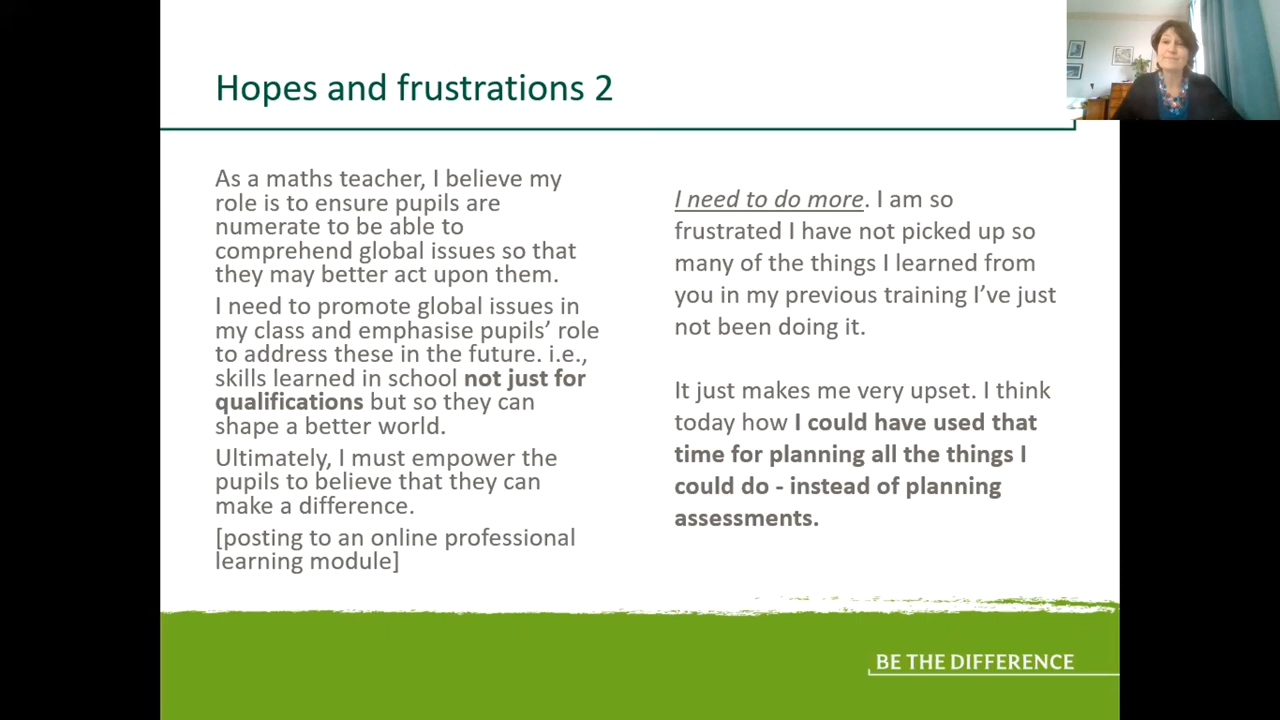 Hopes and frustrations 2
As a maths teacher, I believe my
role is to ensure pupils are
numerate to be able to
comprehend global issues so that
they may better act upon them.
I need to promote global issues in
my class and emphasise pupils’ role
to address these in the future. i.e.,
skills learned in school not just for
qualifications but so they can
shape a better world.
Ultimately, I must empower the
pupils to believe that they can
make a difference.
[posting to an online professional
learning module]
I need to do more. I am so
frustrated I have not picked up so
many of the things I learned from
you in my previous training I’ve just
not been doing it.
It just makes me very upset. I think
today how I could have used that
time for planning all the things I
could do - instead of planning
assessments.
BE THE DIFFERENCE